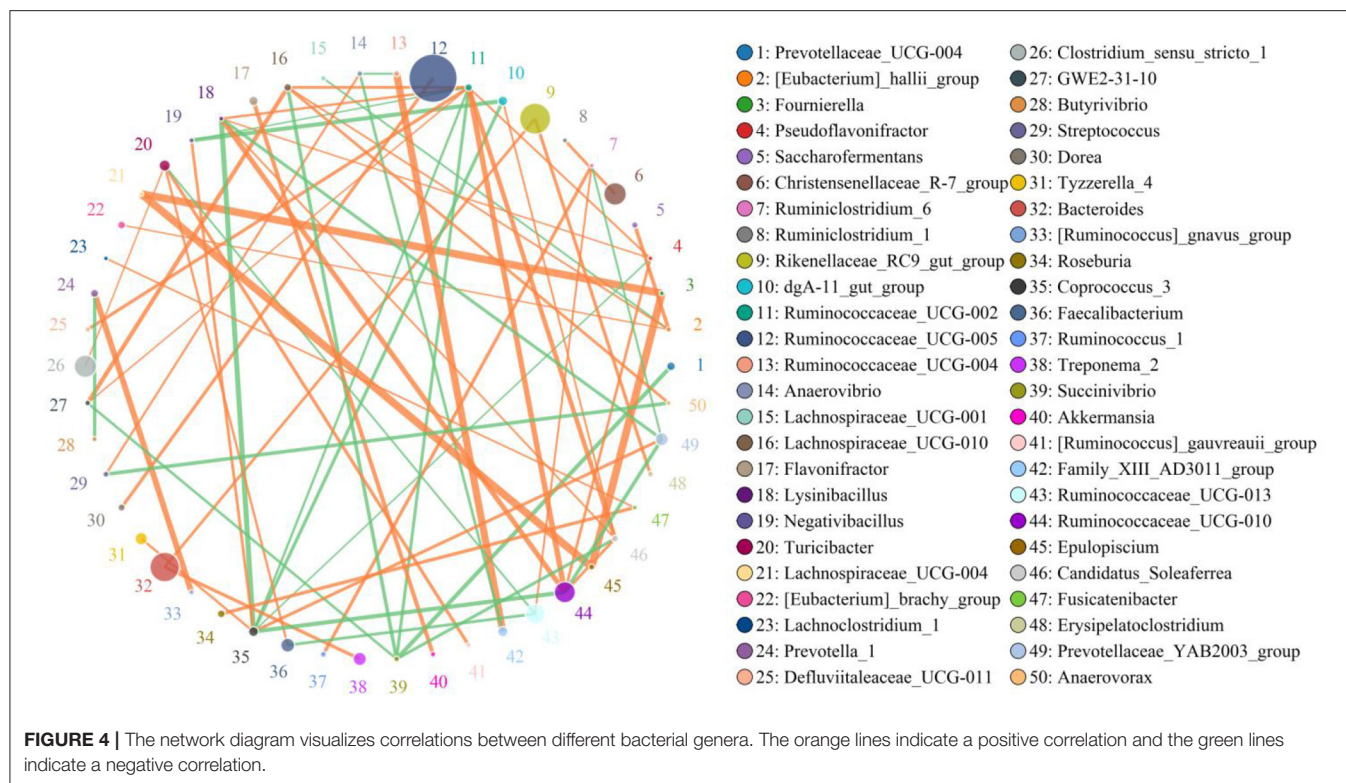 12
13
11
14
10
15
16
9
17
8
18
7
19
6
20
5
21
4
22
3
23
2
24
1
25
50
26
49
27
48
28
47
29
46
30
45
31
44
32
43
33
42
34
41
35
40
36
39
37
38
1: Prevotellaceae_UCG-004
2: [Eubacterium]_hallii_group
3: Fournierella
4: Pseudoflavonifractor
5: Saccharofermentans
6: Christensenellaceae_R-7_group
7: Ruminiclostridium_6
8: Ruminiclostridium_1
9: Rikenellaceae_RC9_gut_group
10: dgA-11_gut_group
11: Ruminococcaceae_UCG-002
12: Ruminococcaceae_UCG-005
13: Ruminococcaceae_UCG-004
14: Anaerovibrio
15: Lachnospiraceae_UCG-001
16: Lachnospiraceae_UCG-010
17: Flavonifractor
18: Lysinibacillus
19: Negativibacillus
20: Turicibacter
21: Lachnospiraceae_UCG-004
22: [Eubacterium]_brachy_group
23: Lachnoclostridium_1
24: Prevotella_1
25: Defluviitaleaceae_UCG-011
26: Clostridium_sensu_stricto_1
27: GWE2-31-10
28: Butyrivibrio
29: Streptococcus
30: Dorea
31: Tyzzerella_4
32: Bacteroides
33: [Ruminococcus]_gnavus_group
34: Roseburia
35: Coprococcus_3
36: Faecalibacterium
37: Ruminococcus_1
38: Treponema_2
39: Succinivibrio
40: Akkermansia
41: [Ruminococcus]_gauvreauii_group
42: Family_XIII_AD3011_group
43: Ruminococcaceae_UCG-013
44: Ruminococcaceae_UCG-010
45: Epulopiscium
46: Candidatus_Soleaferrea
47: Fusicatenibacter
48: Erysipelatoclostridium
49: Prevotellaceae_YAB2003_group
50: Anaerovorax
FIGURE 4 | The network diagram visualizes correlations between different bacterial genera. The orange lines indicate a positive correlation and the green lines
indicate a negative correlation.